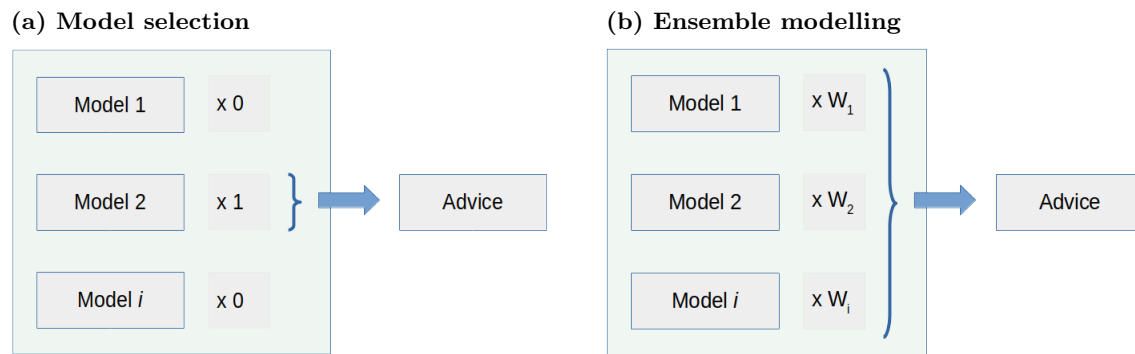 (a) Model selection
Model 1 x 0
Model 2 x 1
Advice
Model i x 0
(b) Ensemble modelling
Model 1 x W1
Model 2 x W2
Advice
Model i x Wi